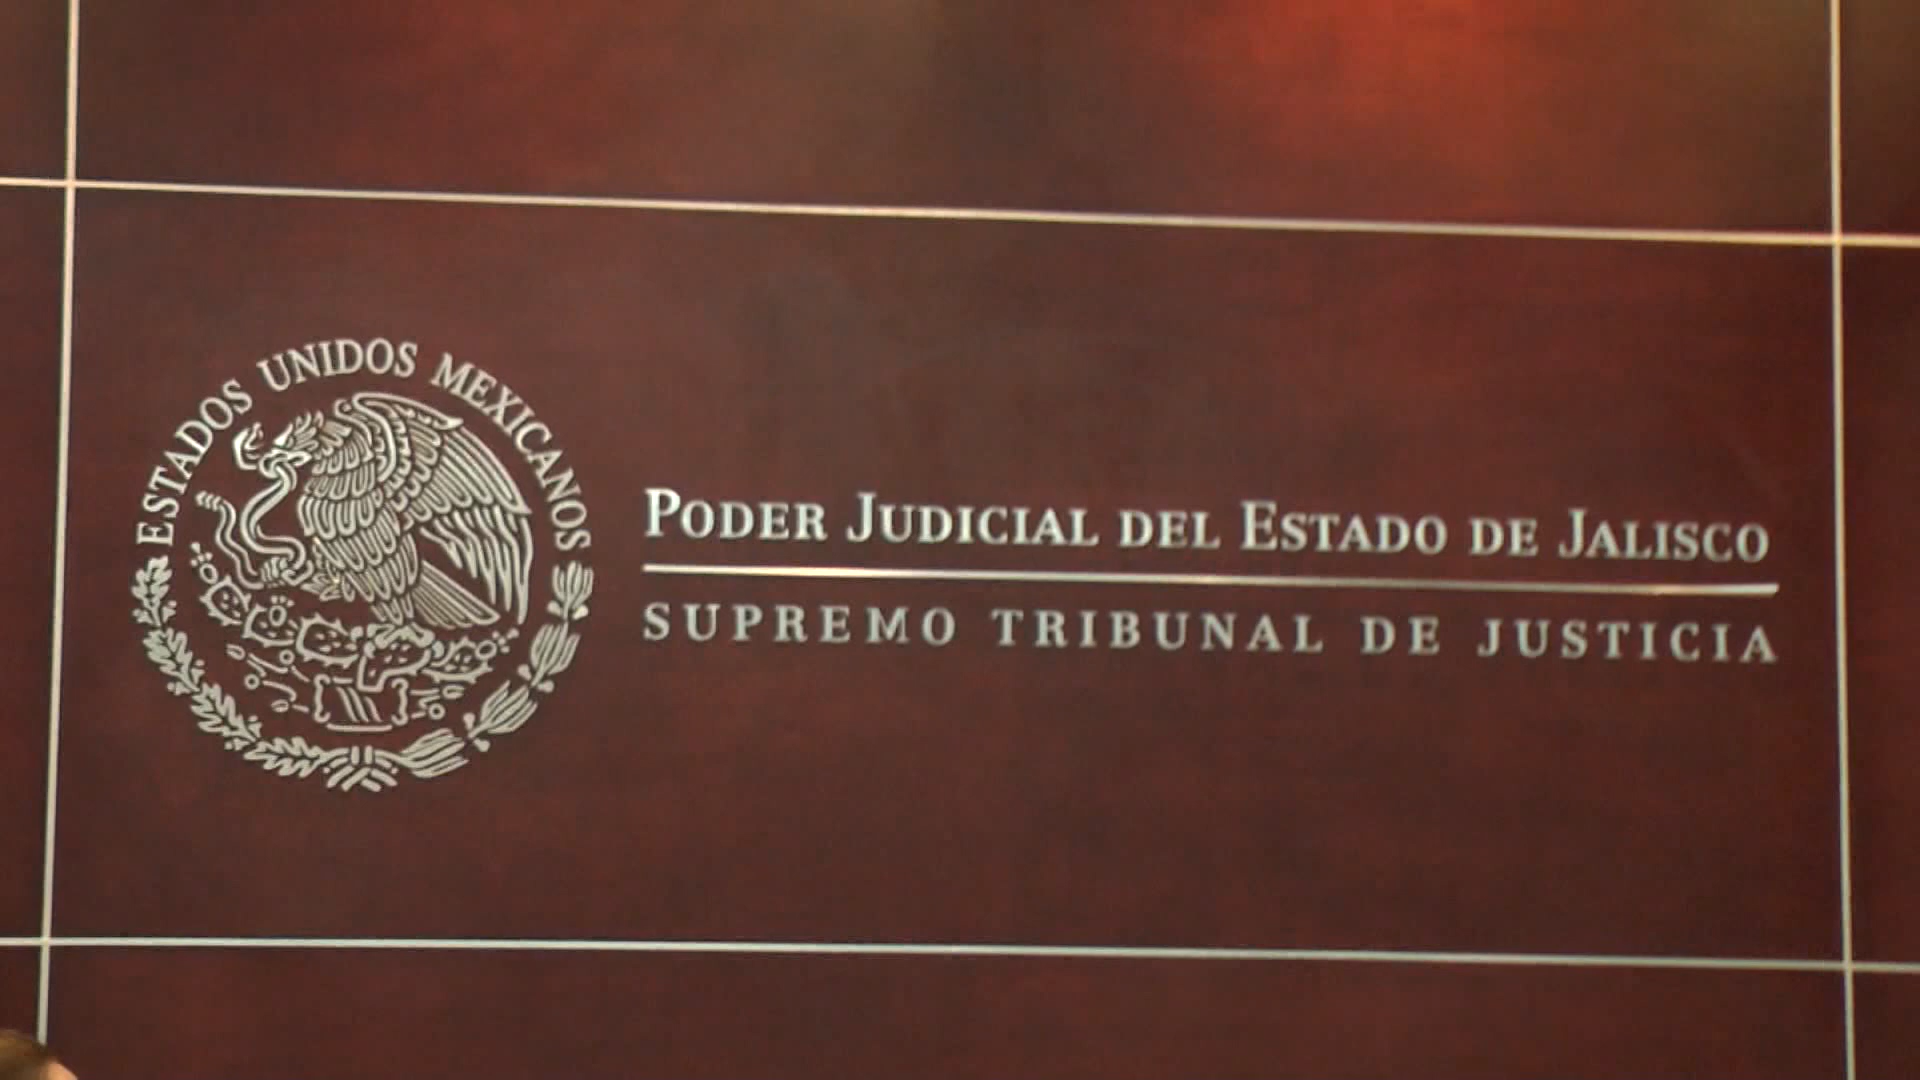 ESTADOS UNIDOS MEXICANOS
PODER JUDICIAL DEL ESTADO DE JALISCO
SUPREMO TRIBUNAL DE JUSTICIA